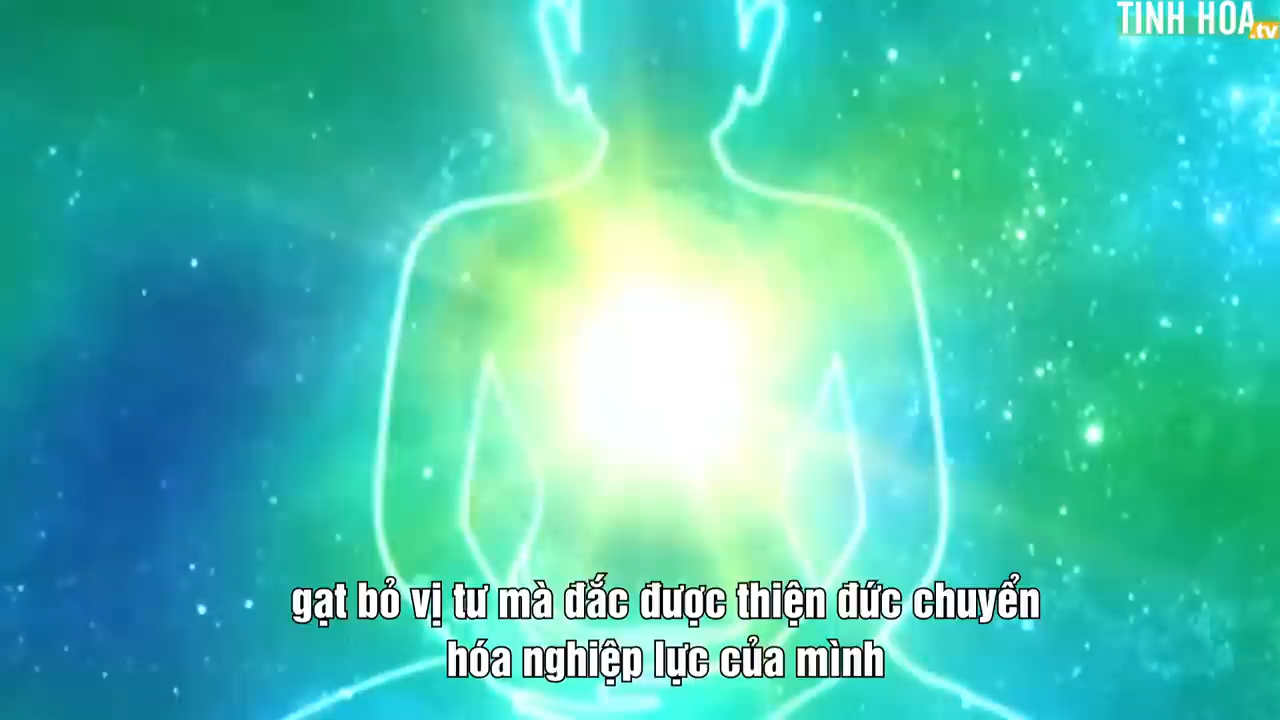 TINH HOA.tv
gạt bỏ vị tư mà đắc được thiện đức chuyển
hóa nghiệp lực của mình